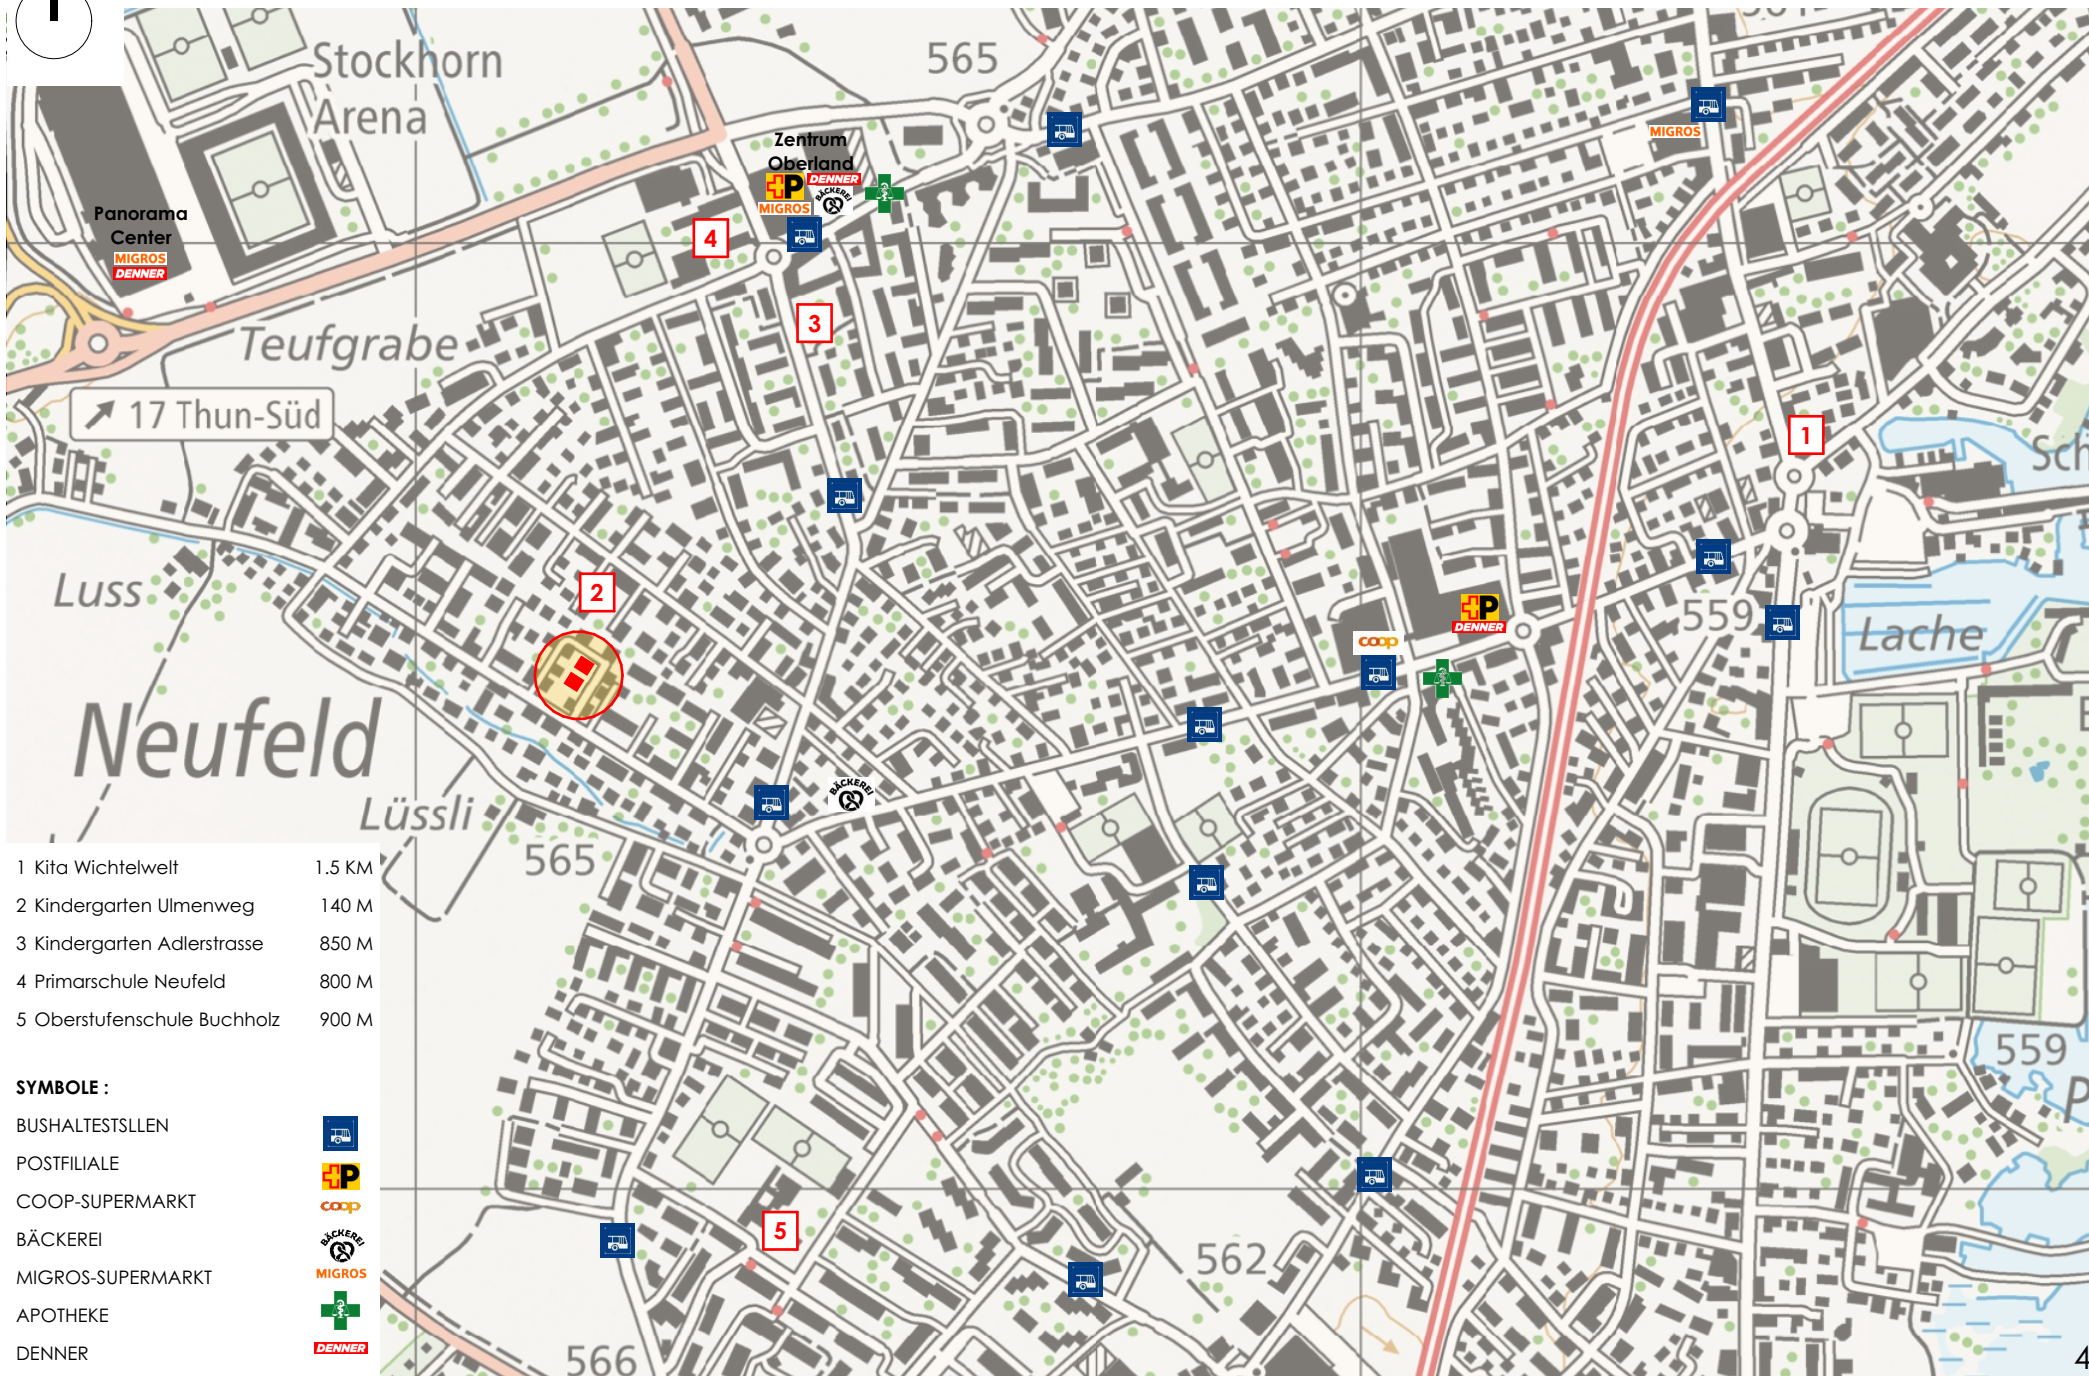 Stockhorn
Arena
565
561
Zentrum
Oberland
P
DENNER
MIGROS
BÄCKEREI
MIGROS
Panorama
Center
MIGROS
DENNER
4
3
Teufgrabe
17 Thun-Süd
1
Sch
2
Luss
P
DENNER
coop
559
Lache
Neufeld
BÄCKEREI
Lüssli
565
1 Kita Wichtelwelt 1.5 KM
2 Kindergarten Ulmenweg 140 M
3 Kindergarten Adlerstrasse 850 M
4 Primarschule Neufeld 800 M
5 Oberstufenschule Buchholz 900 M
559
P
SYMBOLE :
BUSHALTESTSLLEN
POSTFILIALE P
COOP-SUPERMARKT coop
BÄCKEREI BÄCKEREI
MIGROS-SUPERMARKT MIGROS
APOTHEKE
DENNER DENNER
5
562
566
4